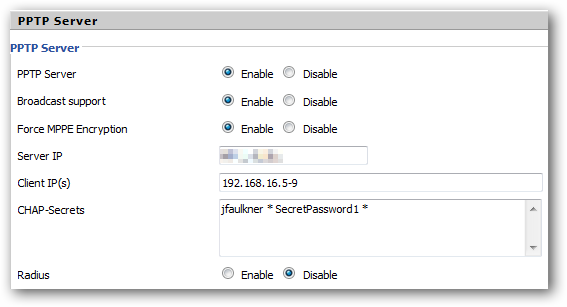 PPTP Server
PPTP Server
PPTP Server Enable Disable
Broadcast support Enable Disable
Force MPPE Encryption Enable Disable
Server IP
Client IP(s) 192.168.16.5-9
CHAP-Secrets jfaulkner * SecretPassword1 *
Radius Enable Disable